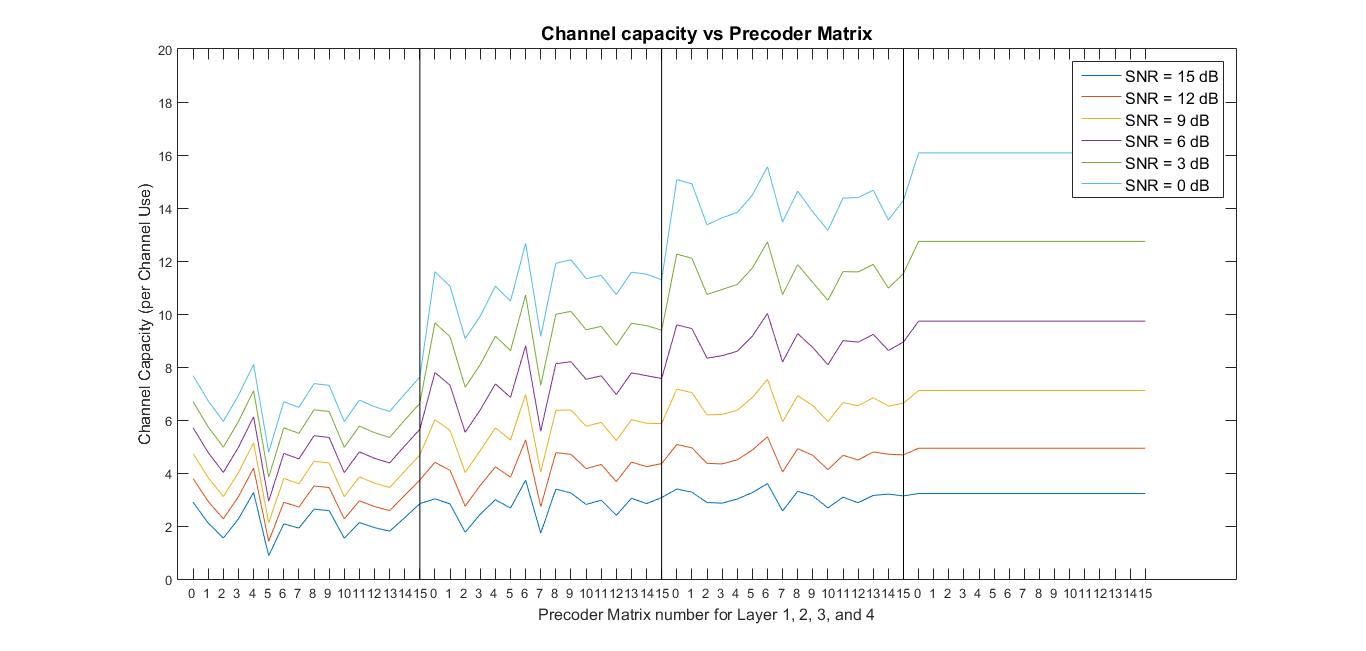 Channel capacity vs Precoder Matrix
20
18
16
14
12
10
8
6
4
2
0
Channel Capacity (per Channel Use)
SNR = 15 dB
SNR = 12 dB
SNR = 9 dB
SNR = 6 dB
SNR = 3 dB
SNR = 0 dB
0 1 2 3 4 5 6 7 8 9 10 11 12 13 14 15 0 1 2 3 4 5 6 7 8 9 10 11 12 13 14 15 0 1 2 3 4 5 6 7 8 9 10 11 12 13 14 15 0 1 2 3 4 5 6 7 8 9 10 11 12 13 14 15
Precoder Matrix number for Layer 1, 2, 3, and 4